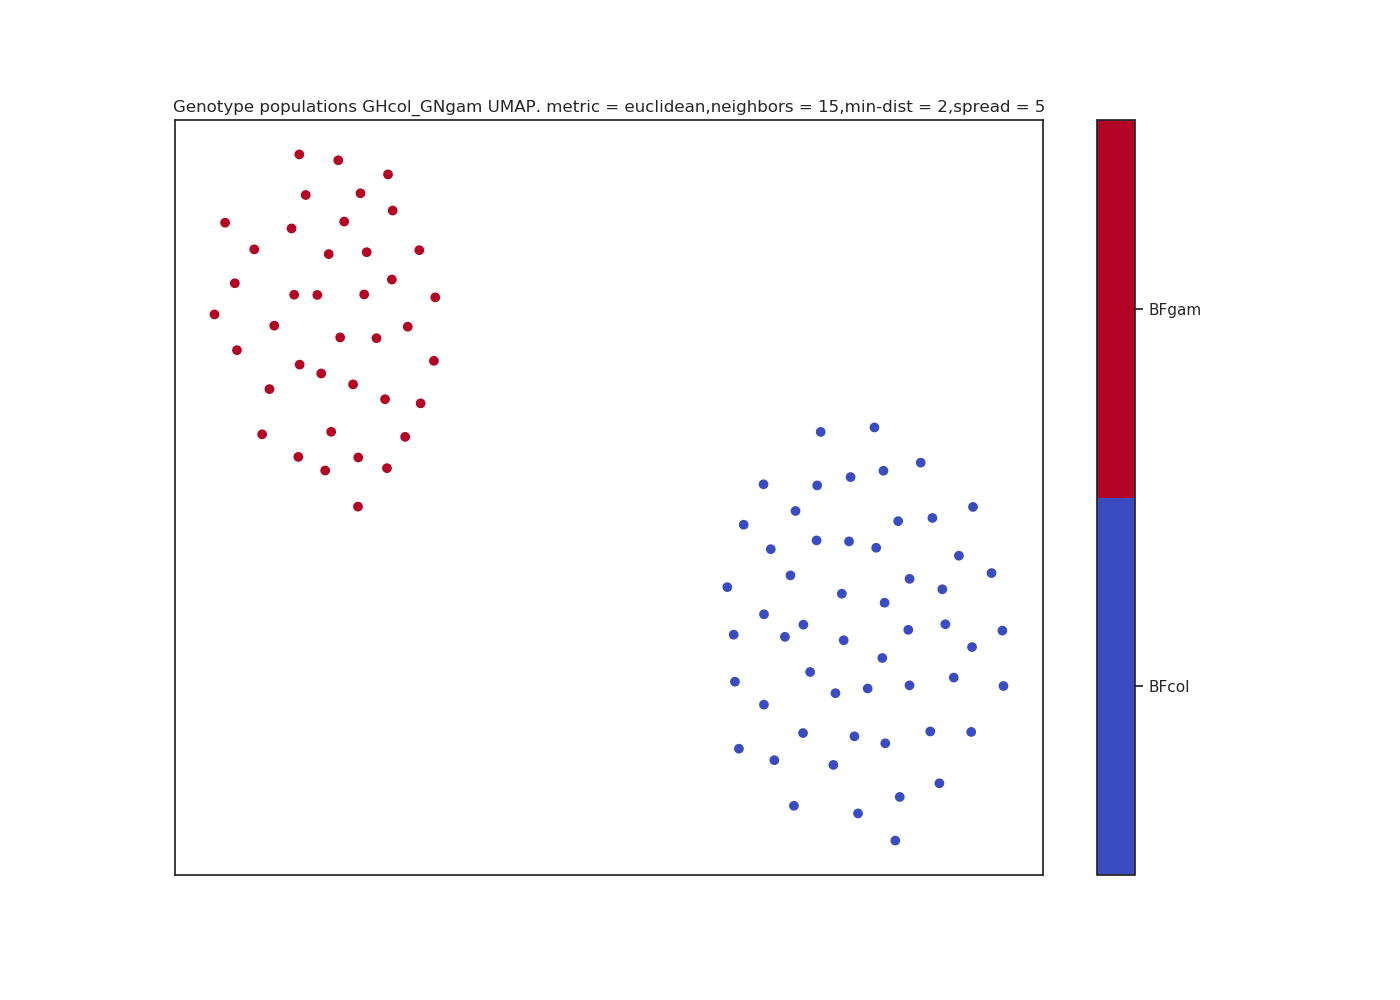 Genotype populations GHcol_GNgam UMAP. metric = euclidean,neighbors = 15,min-dist = 2,spread = 5
BFgam
BFcol